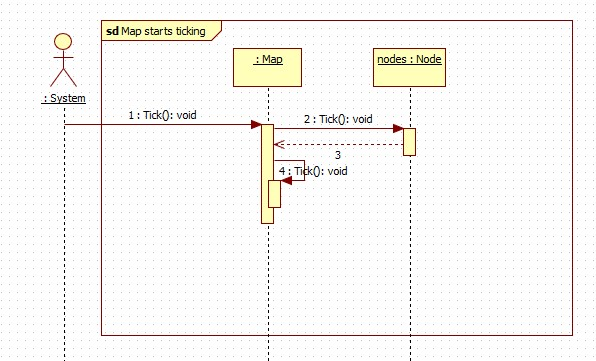 sd Map starts ticking
: System
: Map
nodes : Node
1 : Tick(): void
2 : Tick(): void
3
4 : Tick(): void